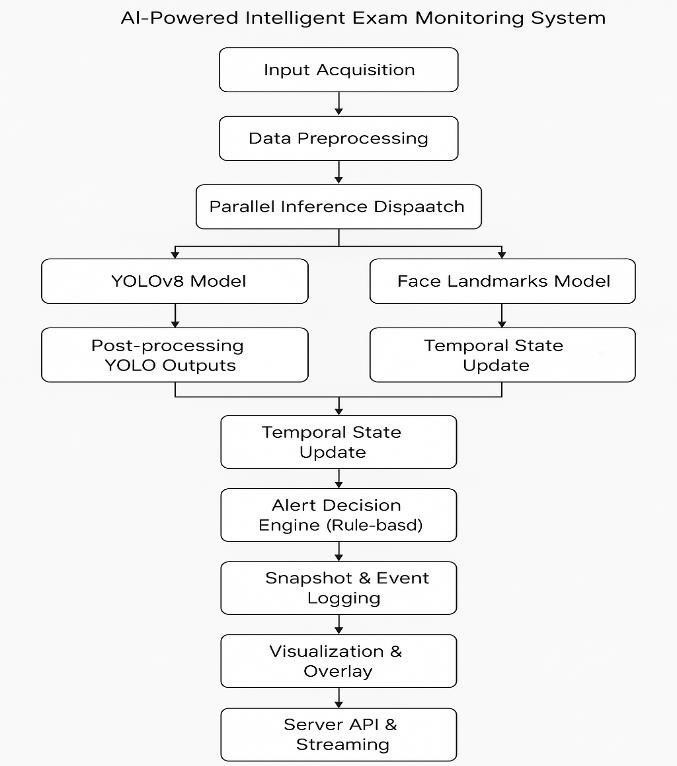 AI-Powered Intelligent Exam Monitoring System
Input Acquisition
Data Preprocessing
Parallel Inference Dispaatch
YOLOv8 Model
Face Landmarks Model
Post-processing
YOLO Outputs
Temporal State
Update
Temporal State
Update
Alert Decision
Engine (Rule-basd)
Snapshot & Event
Logging
Visualization &
Overlay
Server API &
Streaming